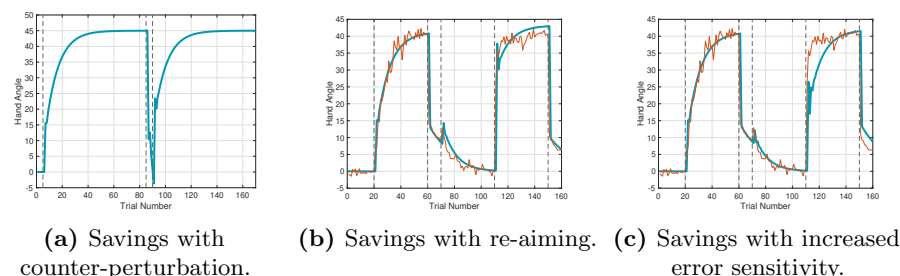 50
45
40
35
30
25
20
15
10
5
0
-5
Hand Angle
0 20 40 60 80 100 120 140 160
Trial Number
45
40
35
30
25
20
15
10
5
0
-5
Hand Angle
0 20 40 60 80 100 120 140 160
Trial Number
45
40
35
30
25
20
15
10
5
0
-5
Hand Angle
0 20 40 60 80 100 120 140 160
Trial Number
(a) Savings with
counter-perturbation.
(b) Savings with re-aiming.
(c) Savings with increased
error sensitivity.